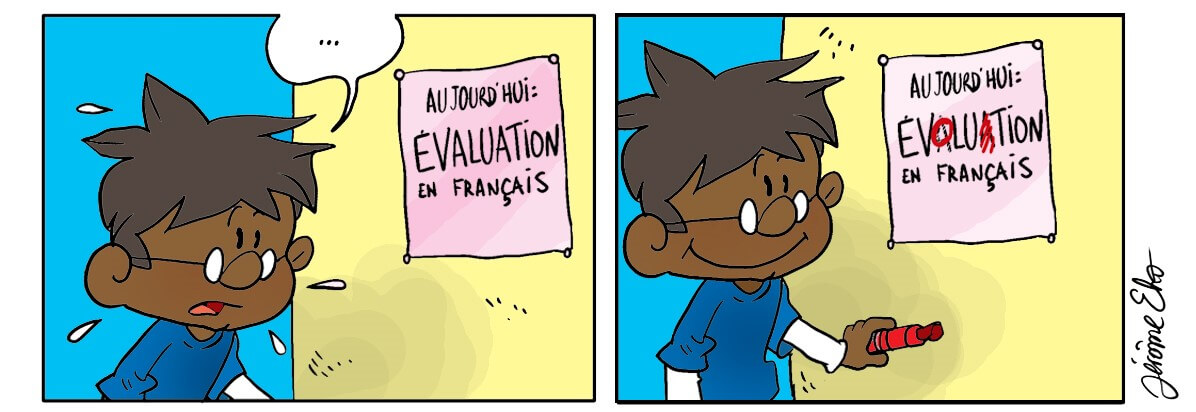 ...
AUJOURD'HUI:
ÉVALUATION
EN FRANÇAIS
AUJOURD'HUI:
ÉVOLUTION
EN FRANÇAIS
Jérôme Eho